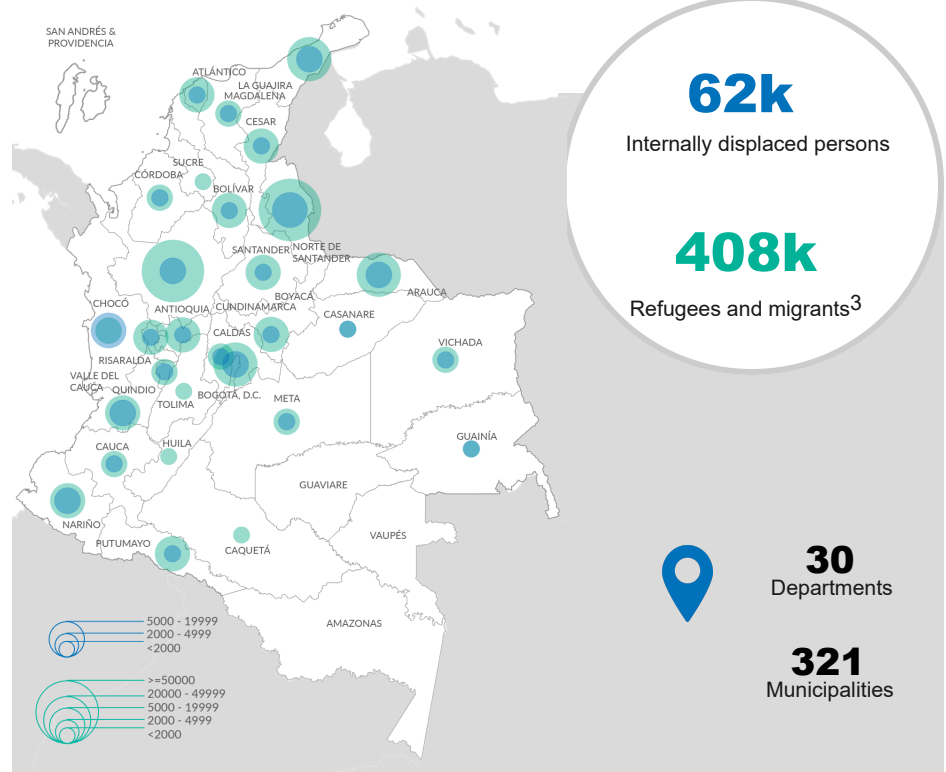 SAN ANDRÉS &
PROVIDENCIA
ATLÁNTICO
LA GUAJIRA
MAGDALENA
CESAR
SUCRE
CÓRDOBA
BOLÍVAR
SANTANDER
NORTE DE
SANTANDER
ARAUCA
BOYACÁ
CHOCÓ
ANTIOQUIA
CUNDINAMARCA
CASANARE
CALDAS
VICHADA
RISARALDA
VALLE DEL
CAUCA
QUINDIO
TOLIMA
BOGOTÁ, D.C.
META
CAUCA
HUILA
GUAINÍA
GUAVIARE
NARIÑO
PUTUMAYO
CAQUETÁ
VAUPÉS
AMAZONAS
5000 - 19999
2000 - 4999
<2000
>=50000
20000 - 49999
5000 - 19999
2000 - 4999
<2000
62k
Internally displaced persons
408k
Refugees and migrants3
30
Departments
321
Municipalities